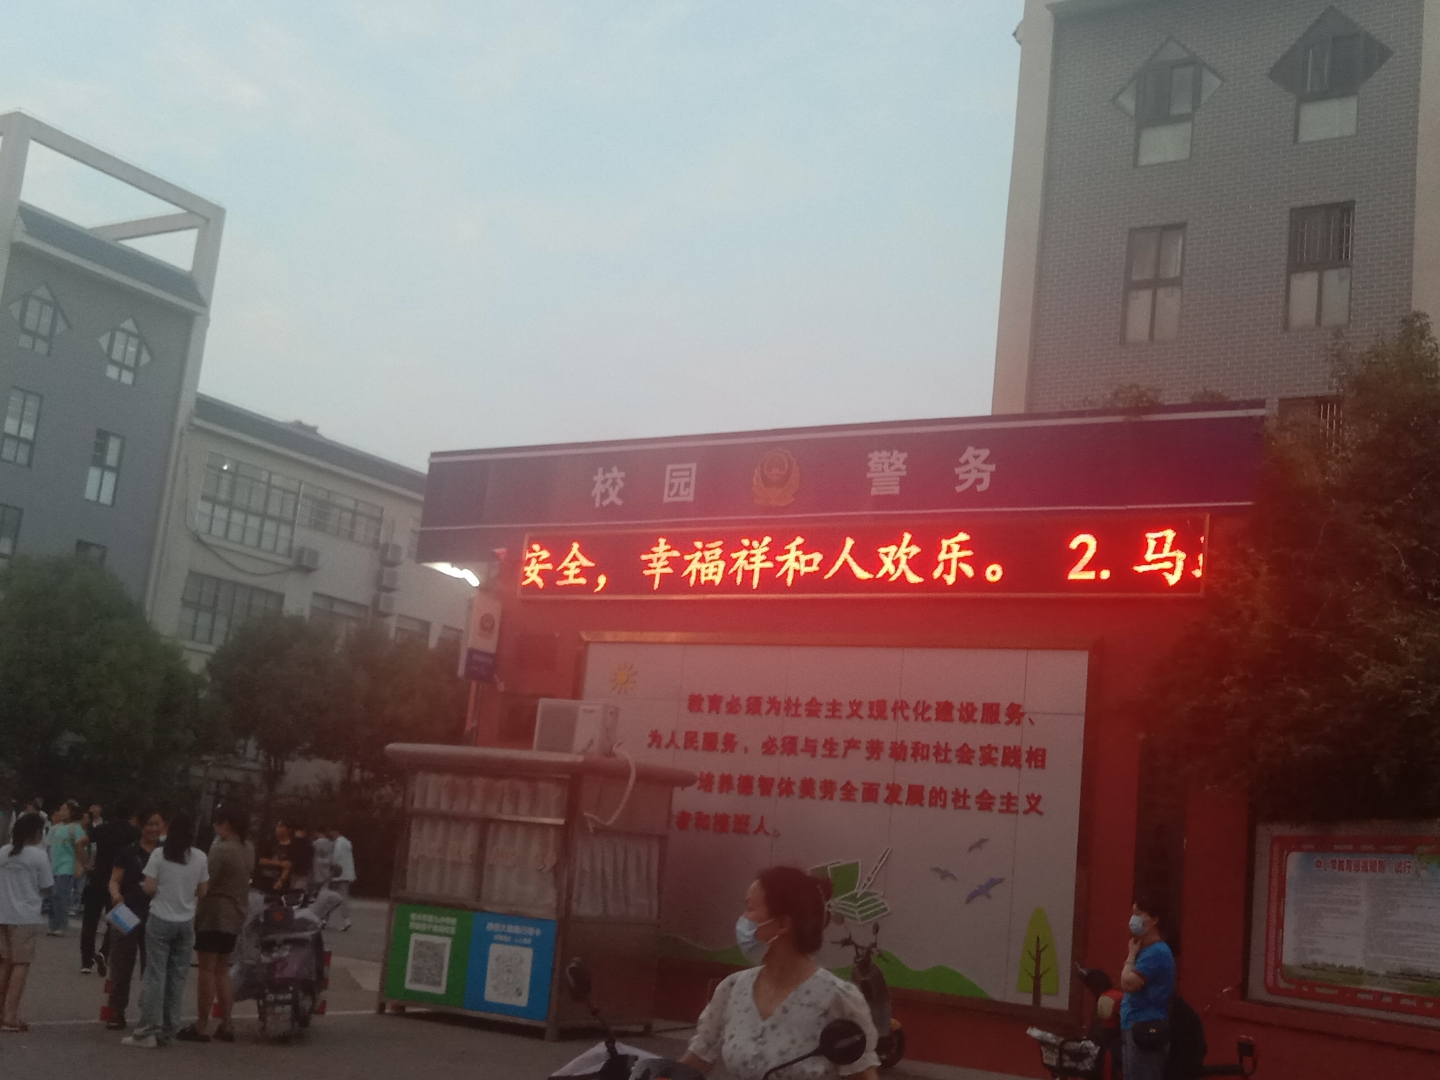 校园 警务
安全，幸福祥和人欢乐。 2. 马
教育必须为社会主义现代化建设服务、
为人民服务，必须与生产劳动和社会实践相
培养德智体美劳全面发展的社会主义
者和接班人。